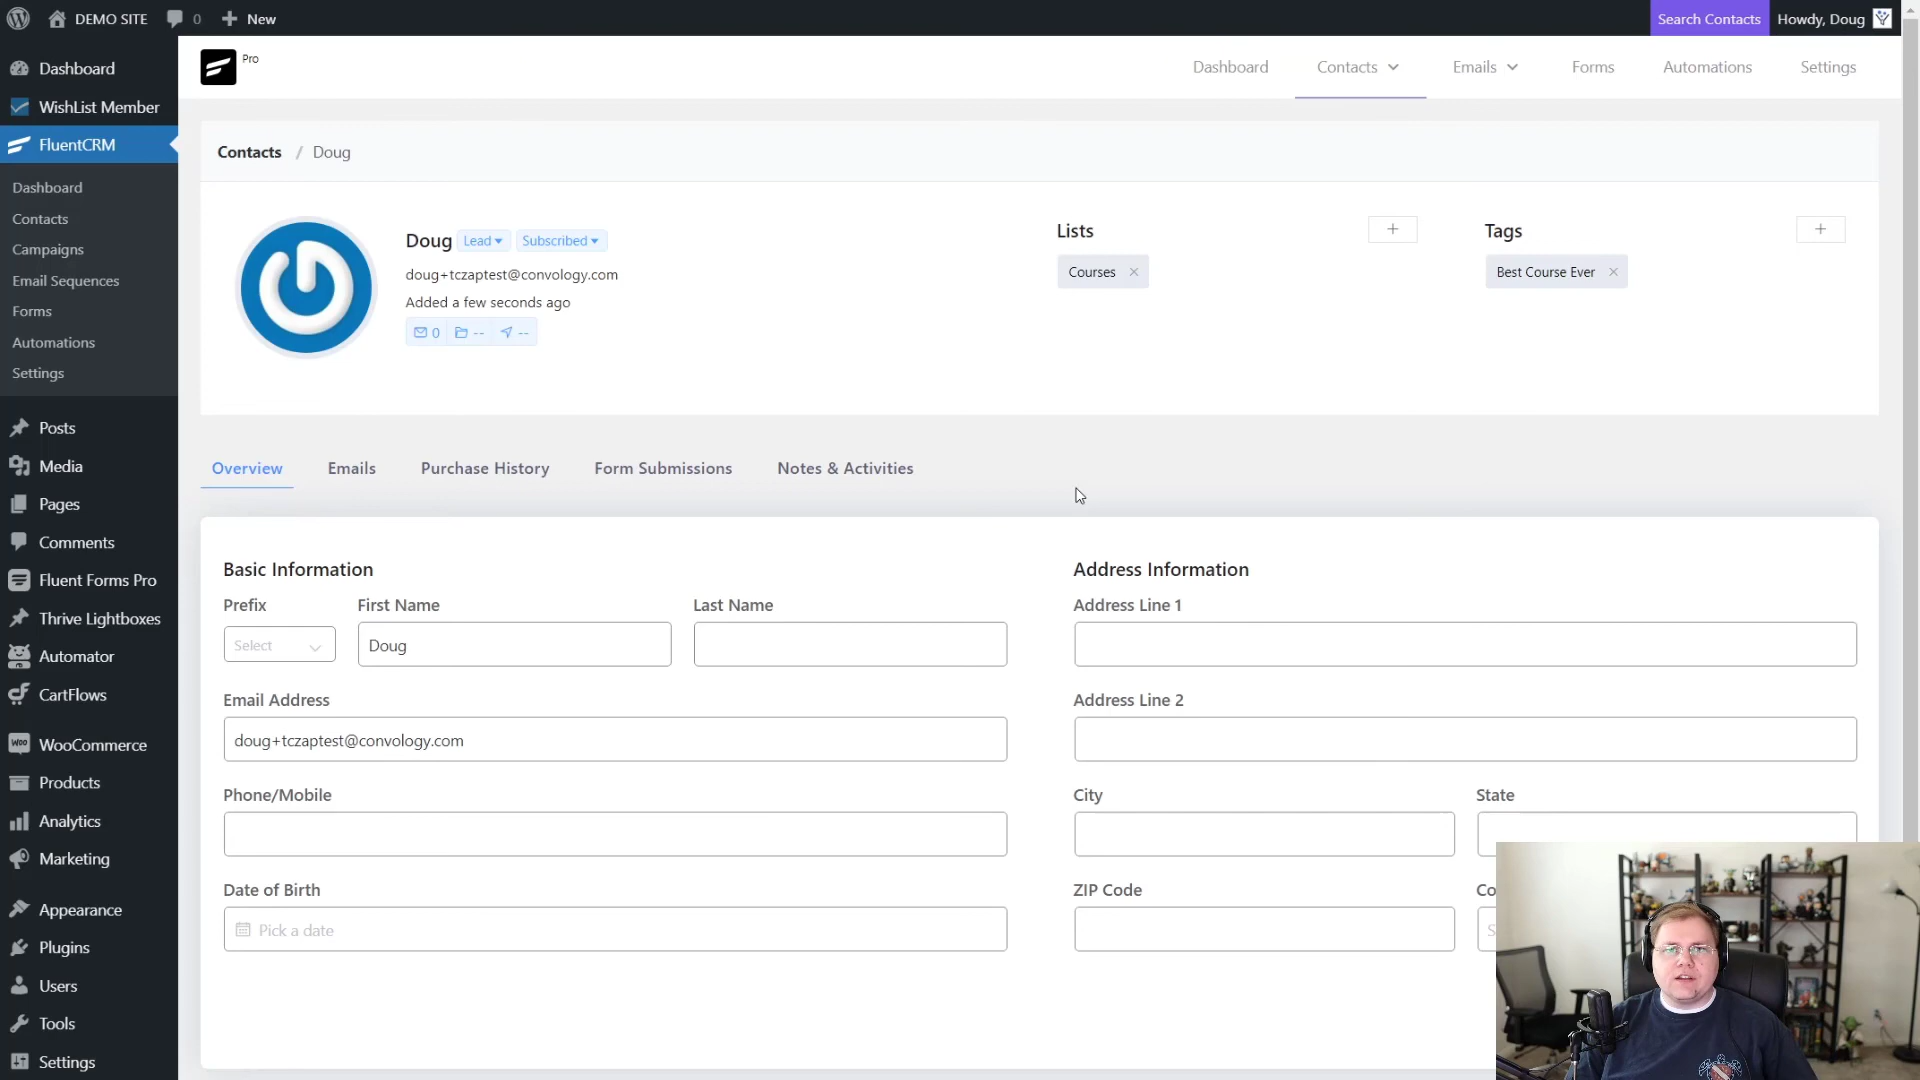 DEMO SITE
0
New
Search Contacts
Howdy, Doug
Dashboard
WishList Member
FluentCRM
Dashboard
Contacts
Campaigns
Email Sequences
Forms
Automations
Settings
Posts
Media
Pages
Comments
Fluent Forms Pro
Thrive Lightboxes
Automator
CartFlows
Woo
WooCommerce
Products
Analytics
Marketing
Appearance
Plugins
Users
Tools
Settings
Pro
Dashboard
Contacts
Emails
Forms
Automations
Settings
Contacts / Doug
Doug
Lead
Subscribed
doug+tczaptest@convology.com
Added a few seconds ago
0
--
--
Lists
+
Courses ×
Tags
+
Best Course Ever ×
Overview
Emails
Purchase History
Form Submissions
Notes & Activities
Basic Information
Prefix
First Name
Last Name
Select
Doug
Email Address
doug+tczaptest@convology.com
Phone/Mobile
Date of Birth
Pick a date
Address Information
Address Line 1
Address Line 2
City
State
ZIP Code
Co
S